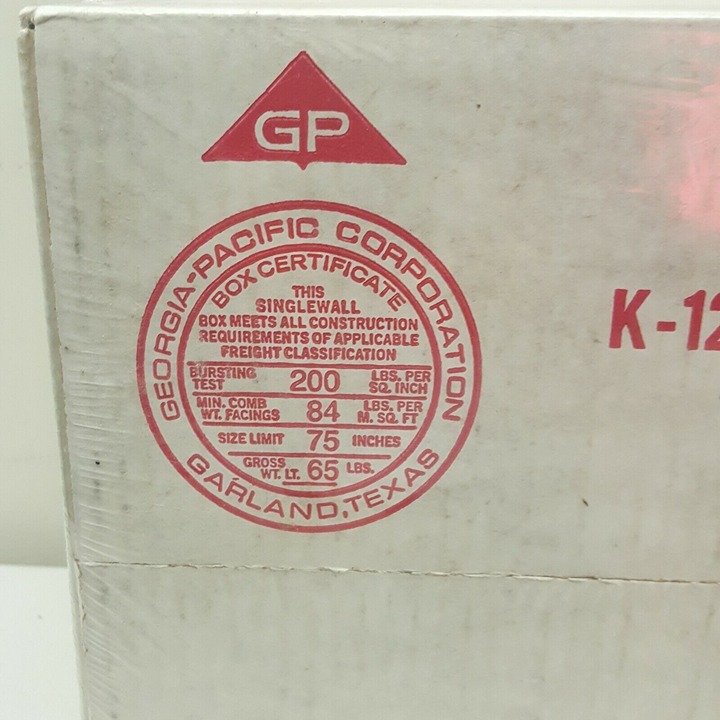 GP
GEORGIA-PACIFIC CORPORATION
BOX CERTIFICATE
THIS
SINGLEWALL
BOX MEETS ALL CONSTRUCTION
REQUIREMENTS OF APPLICABLE
FREIGHT CLASSIFICATION
BURSTING TEST 200 LBS. PER SQ. INCH
MIN. COMB WT. FACINGS 84 LBS. PER M. SQ. FT
SIZE LIMIT 75 INCHES
GROSS WT. LT. 65 LBS.
GARLAND, TEXAS
K-12